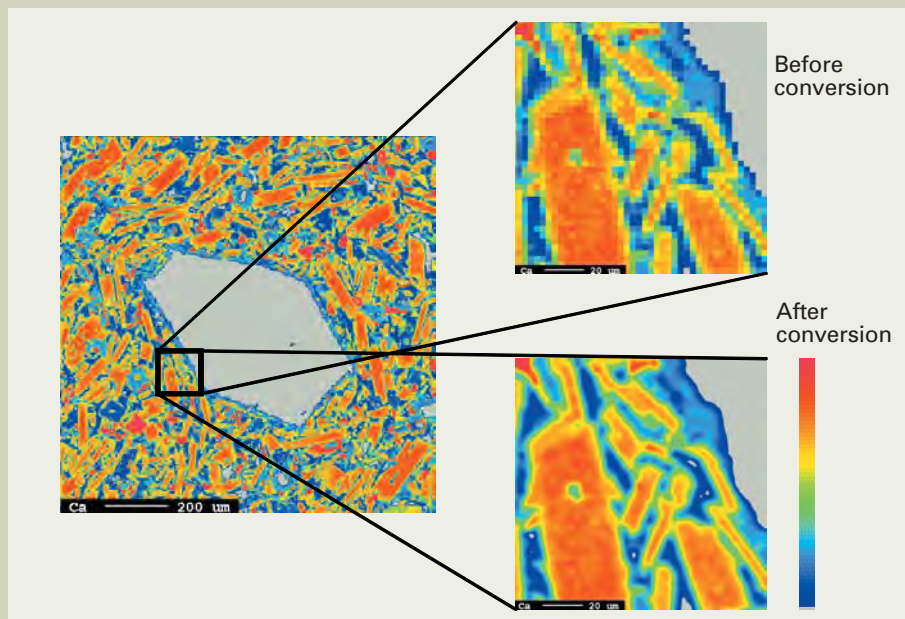 Before
conversion
Ca 20 um
After
conversion
Ca 200 um
Ca 20 um